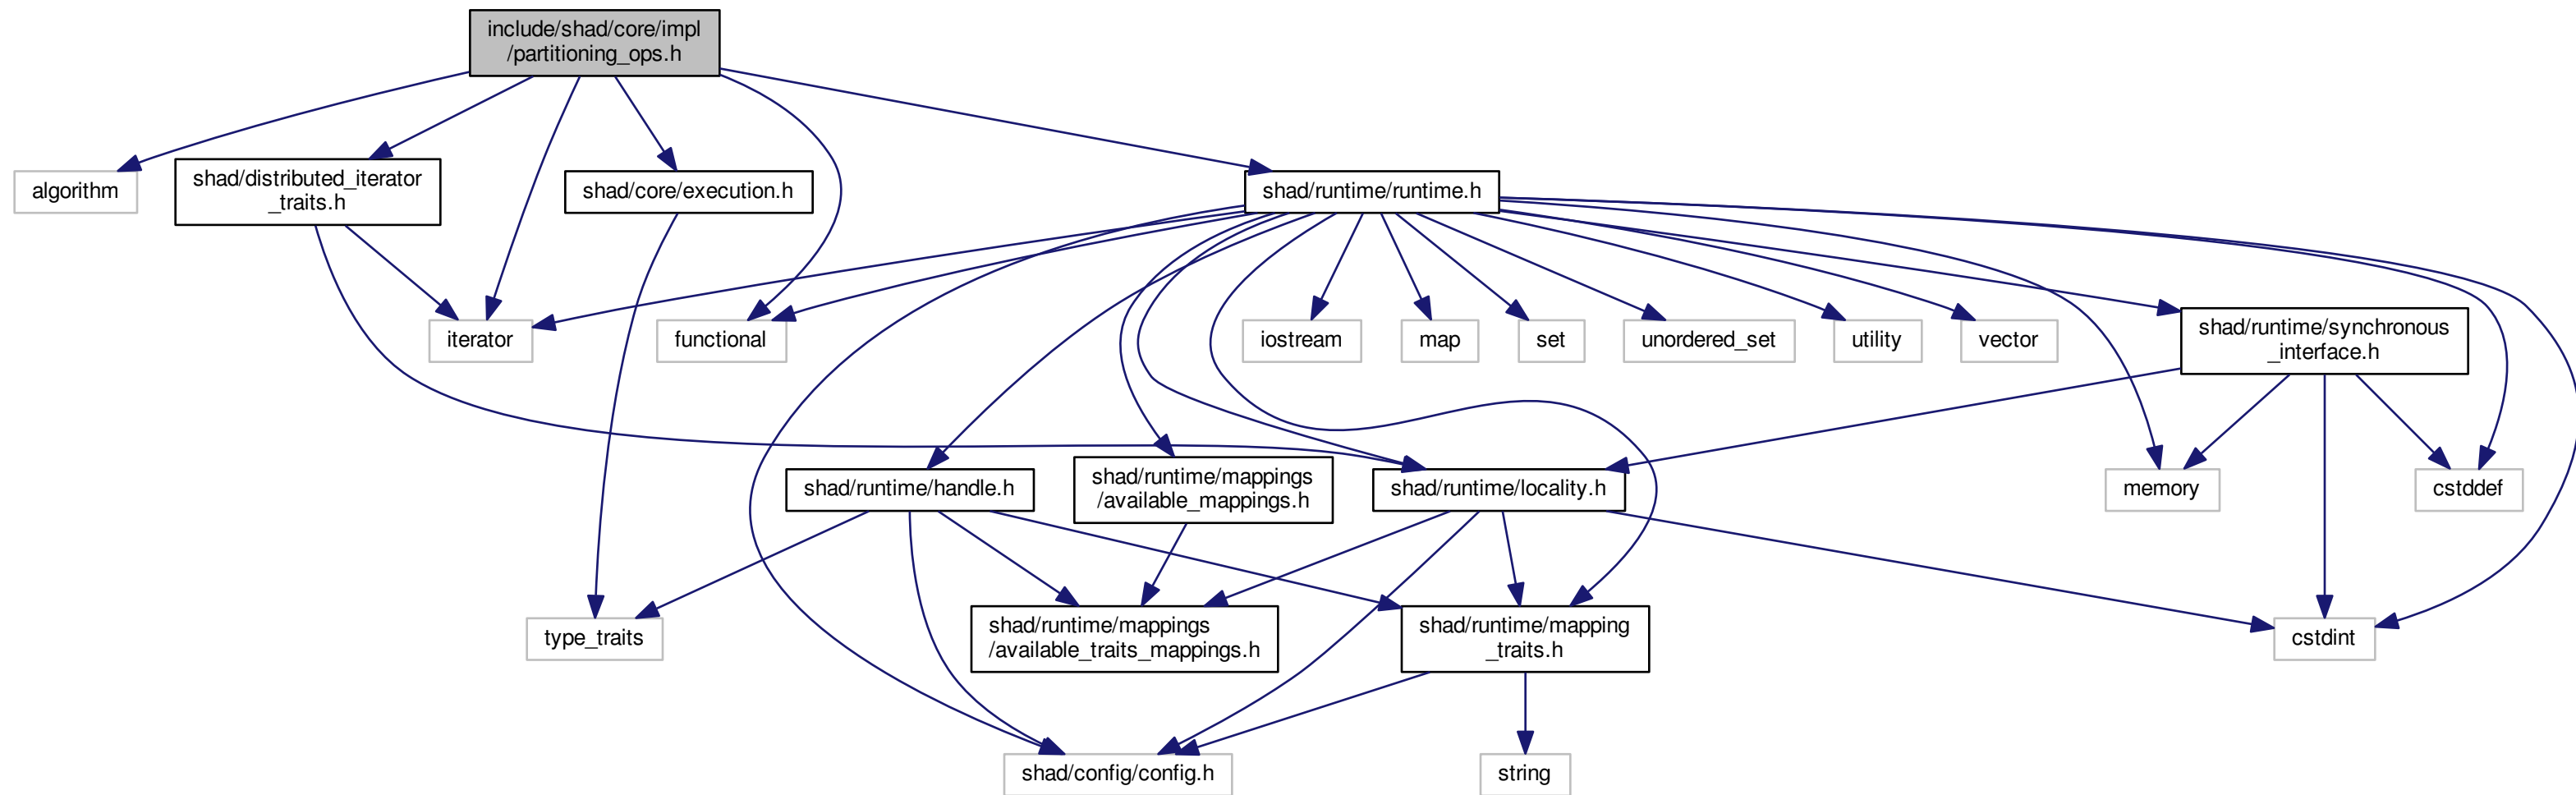 include/shad/core/impl
/partitioning_ops.h
algorithm
shad/distributed_iterator
_traits.h
shad/core/execution.h
shad/runtime/runtime.h
iterator
functional
iostream
map
set
unordered_set
utility
vector
shad/runtime/synchronous
_interface.h
shad/runtime/handle.h
shad/runtime/mappings
/available_mappings.h
shad/runtime/locality.h
memory
cstddef
type_traits
shad/runtime/mappings
/available_traits_mappings.h
shad/runtime/mapping
_traits.h
cstdint
shad/config/config.h
string